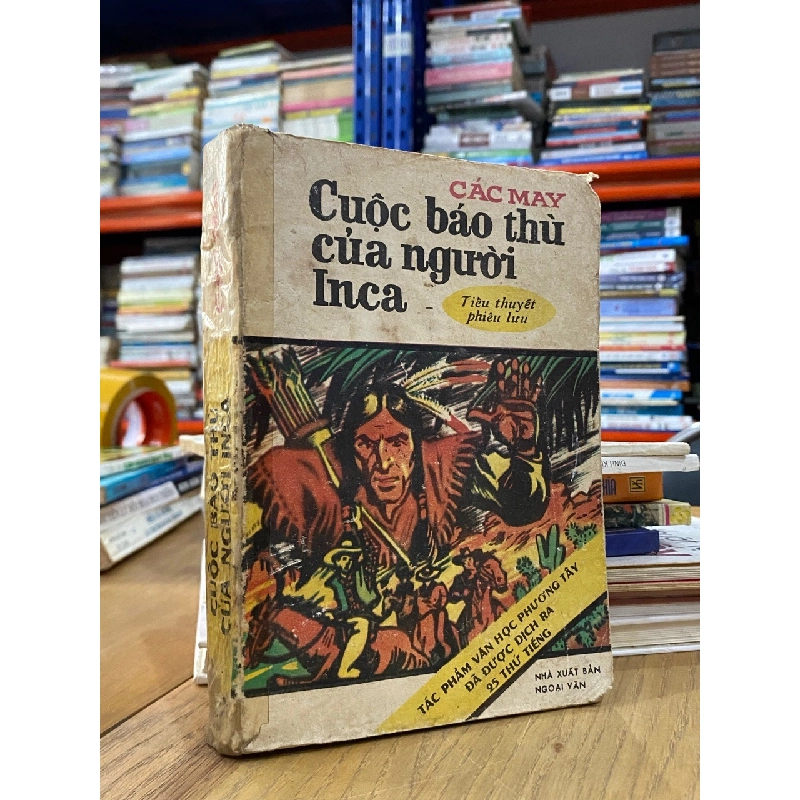 CÁC MAY
Cuộc báo thù
của người
Inca
Tiểu thuyết
phiêu lưu
TÁC PHẨM VĂN HỌC PHƯƠNG TÂY
ĐÃ ĐƯỢC DỊCH RA
25 THỨ TIẾNG
NHÀ XUẤT BẢN
NGOẠI VĂN
CUỘC BÁO THÙ
CỦA NGƯỜI INCA